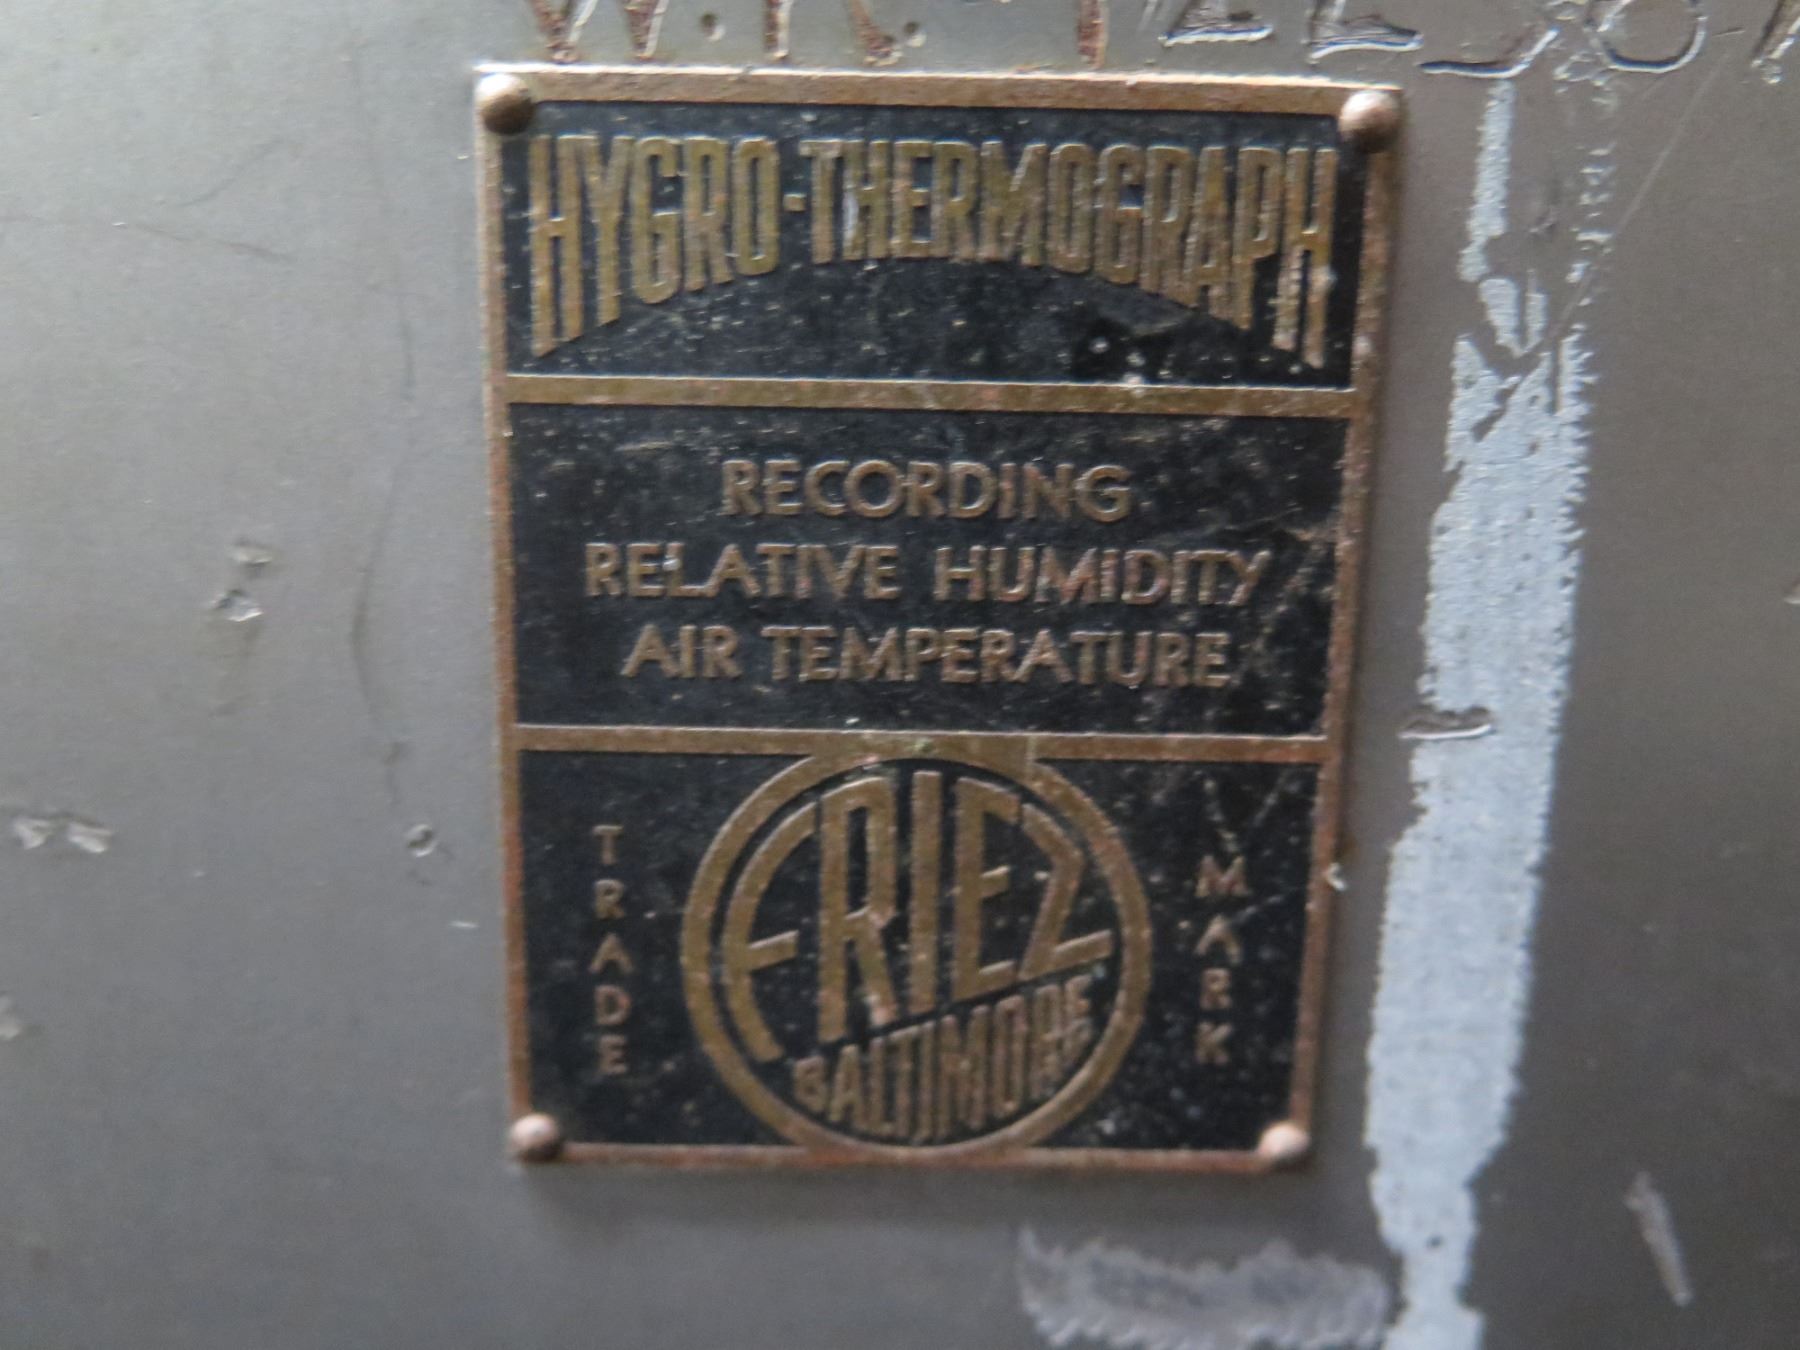 HYGRO-THERMOGRAPH
RECORDING
RELATIVE HUMIDITY
AIR TEMPERATURE
TRADE
FRIEZ
BALTIMORE
MARK